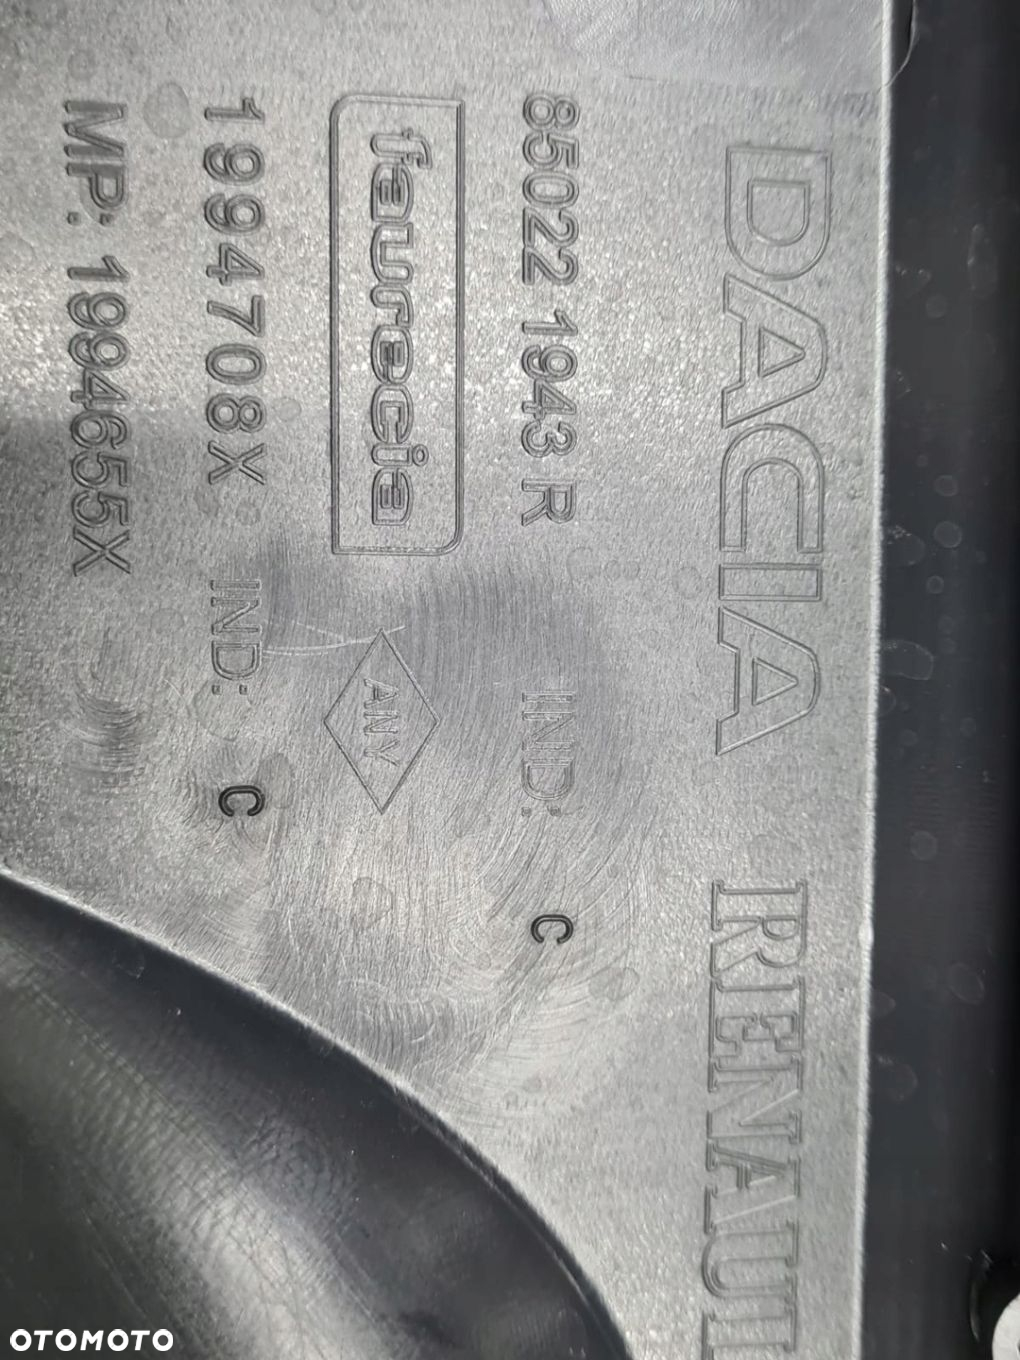 DACIA RENAULT
85022 1943 R IND: C
faurecia ANY
1994708X IND: C
MP: 1994655X
OTOMOTO